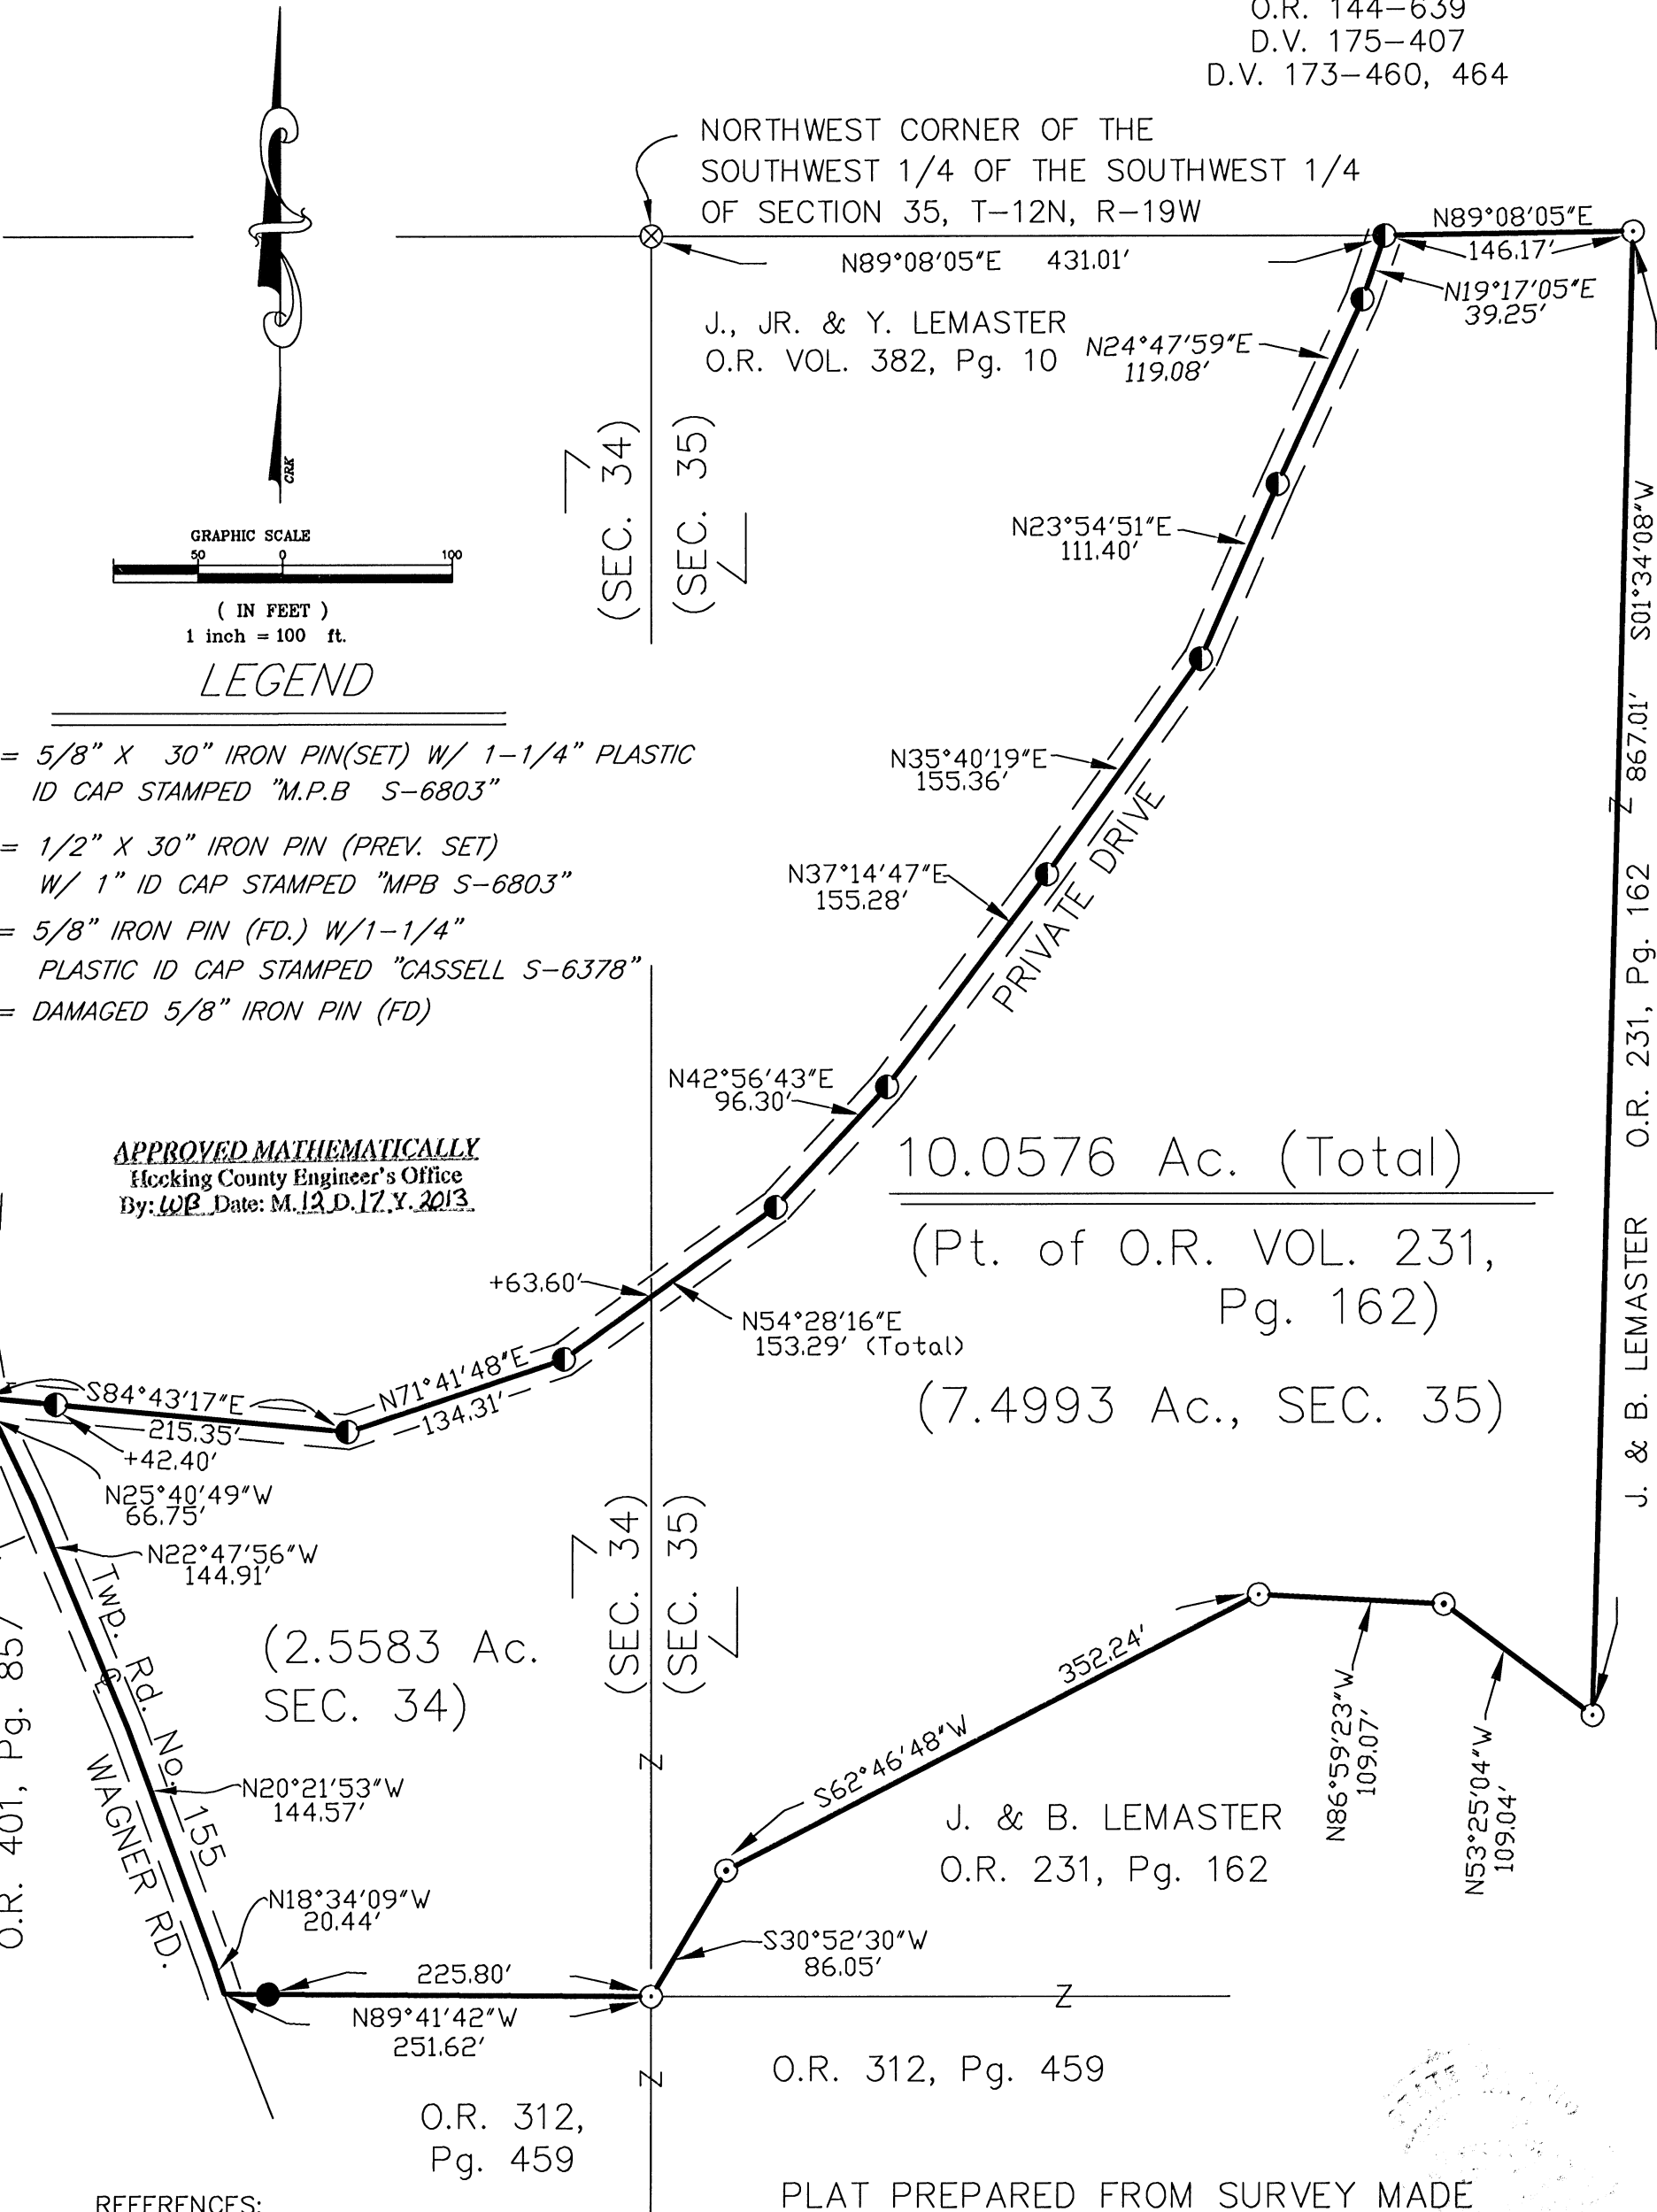 O.R. 144-639
D.V. 175-407
D.V. 173-460, 464
NORTHWEST CORNER OF THE
SOUTHWEST 1/4 OF THE SOUTHWEST 1/4
OF SECTION 35, T-12N, R-19W
N89°08'05"E
146.17'
N89°08'05"E 431.01'
N19°17'05"E
39.25'
J., JR. & Y. LEMASTER
O.R. VOL. 382, Pg. 10
N24°47'59"E
119.08'
(SEC. 34)
(SEC. 35)
CRK
GRAPHIC SCALE
50 0 100
( IN FEET )
1 inch = 100 ft.
LEGEND
= 5/8" X 30" IRON PIN(SET) W/ 1-1/4" PLASTIC
ID CAP STAMPED "M.P.B S-6803"
= 1/2" X 30" IRON PIN (PREV. SET)
W/ 1" ID CAP STAMPED "MPB S-6803"
= 5/8" IRON PIN (FD.) W/1-1/4"
PLASTIC ID CAP STAMPED "CASSELL S-6378"
= DAMAGED 5/8" IRON PIN (FD)
N23°54'51"E
111.40'
N35°40'19"E
155.36'
N37°14'47"E
155.28'
PRIVATE DRIVE
N42°56'43"E
96.30'
J. & B. LEMASTER O.R. 231, Pg. 162 Z 867.01' S01°34'08"W
APPROVED MATHEMATICALLY
Hocking County Engineer's Office
By: WB Date: M. 12 D. 17 Y. 2013
10.0576 Ac. (Total)
(Pt. of O.R. VOL. 231,
Pg. 162)
(7.4993 Ac., SEC. 35)
+63.60'
N54°28'16"E
153.29' (Total)
N71°41'48"E
134.31'
S84°43'17"E
215.35'
+42.40'
N25°40'49"W
66.75'
N22°47'56"W
144.91'
Twp. Rd. No. 155
WAGNER RD.
O.R. 401, Pg. 857
(2.5583 Ac.
SEC. 34)
(SEC. 34)
(SEC. 35)
Z
352.24'
S62°46'48"W
N86°59'23"W
109.07'
N53°25'04"W
109.04'
N20°21'53"W
144.57'
J. & B. LEMASTER
O.R. 231, Pg. 162
N18°34'09"W
20.44'
S30°52'30"W
86.05'
225.80'
N89°41'42"W
251.62'
Z
Z
O.R. 312, Pg. 459
O.R. 312,
Pg. 459
REFERENCES:
PLAT PREPARED FROM SURVEY MADE